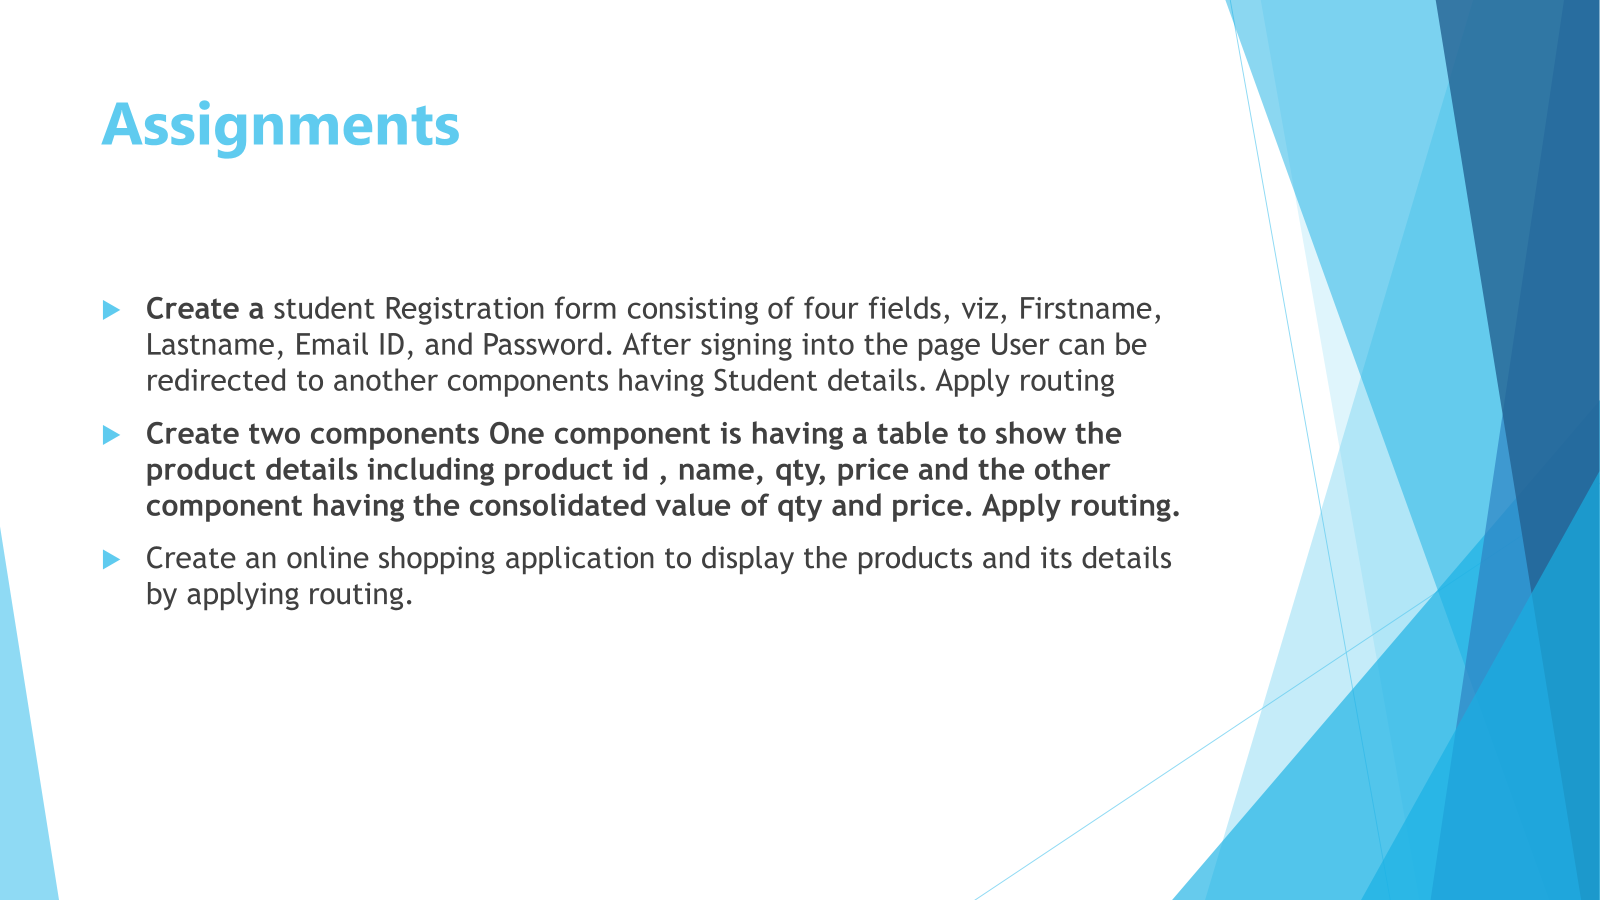 Assignments
Create a student Registration form consisting of four fields, viz, Firstname,
Lastname, Email ID, and Password. After signing into the page User can be
redirected to another components having Student details. Apply routing
Create two components One component is having a table to show the
product details including product id , name, qty, price and the other
component having the consolidated value of qty and price. Apply routing.
Create an online shopping application to display the products and its details
by applying routing.